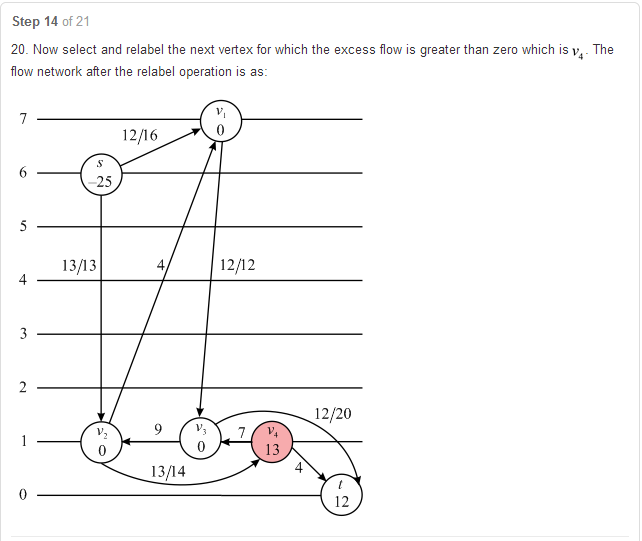 Step 14 of 21
20. Now select and relabel the next vertex for which the excess flow is greater than zero which is v4. The
flow network after the relabel operation is as:
7
v1
0
12/16
6
s
-25
5
13/13
4
12/12
4
3
2
12/20
1
v2
0
9
v3
0
7
v4
13
13/14
4
0
t
12